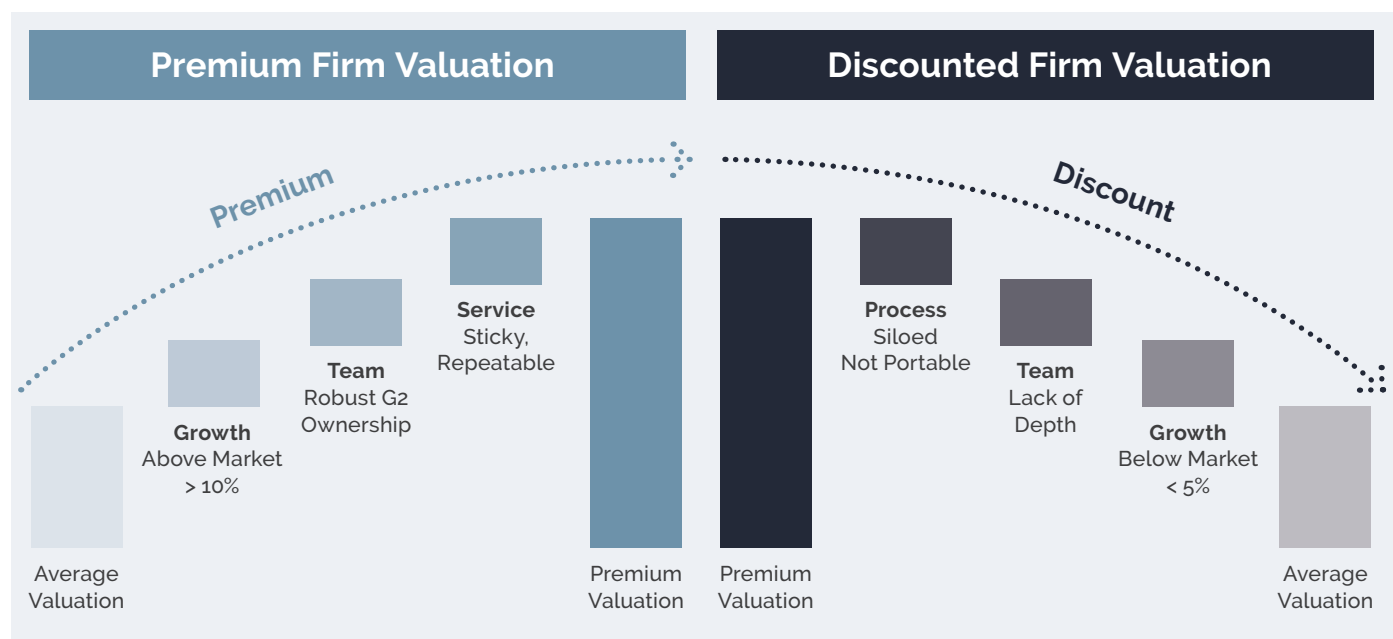 Premium Firm Valuation
Discounted Firm Valuation
Premium
Discount
Service
Sticky,
Repeatable
Team
Robust G2
Ownership
Growth
Above Market
> 10%
Average
Valuation
Premium
Valuation
Process
Siloed
Not Portable
Team
Lack of
Depth
Growth
Below Market
< 5%
Premium
Valuation
Average
Valuation